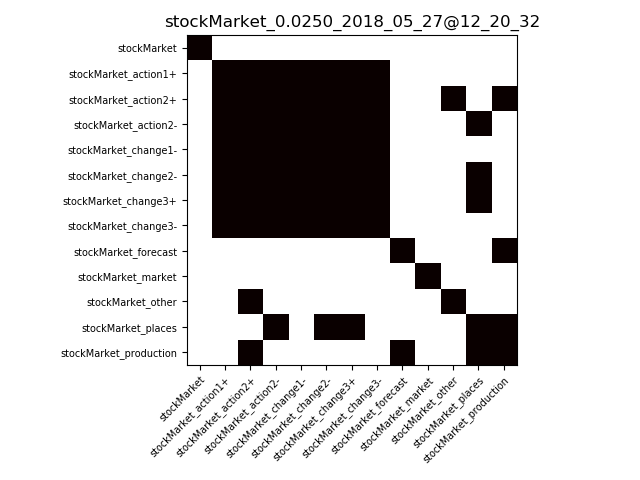 stockMarket_0.0250_2018_05_27@12_20_32
stockMarket
stockMarket_action1+
stockMarket_action2+
stockMarket_action2-
stockMarket_change1-
stockMarket_change2-
stockMarket_change3+
stockMarket_change3-
stockMarket_forecast
stockMarket_market
stockMarket_other
stockMarket_places
stockMarket_production
stockMarket
stockMarket_action1+
stockMarket_action2+
stockMarket_action2-
stockMarket_change1-
stockMarket_change2-
stockMarket_change3+
stockMarket_change3-
stockMarket_forecast
stockMarket_market
stockMarket_other
stockMarket_places
stockMarket_production